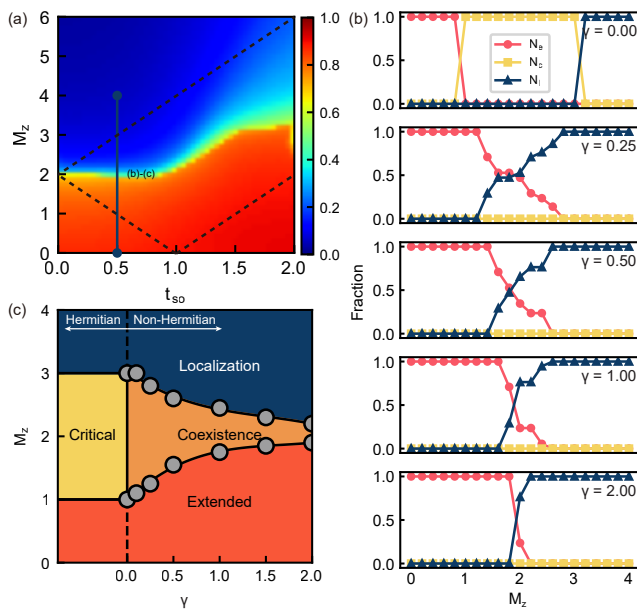 (a)
6
5
4
3
2
1
0
M_z
0.0 0.5 1.0 1.5 2.0
t_so
(b)-(c)
1.0
0.8
0.6
0.4
0.2
0.0
(b)
1.0
0.5
0.0
N_e
N_c
N_l
γ = 0.00
1.0
0.5
0.0
γ = 0.25
1.0
0.5
0.0
γ = 0.50
Fraction
1.0
0.5
0.0
γ = 1.00
1.0
0.5
0.0
γ = 2.00
0 1 2 3 4
M_z
(c)
4
3
2
1
0
M_z
Hermitian Non-Hermitian
Localization
Critical Coexistence
Extended
0.0 0.5 1.0 1.5 2.0
γ